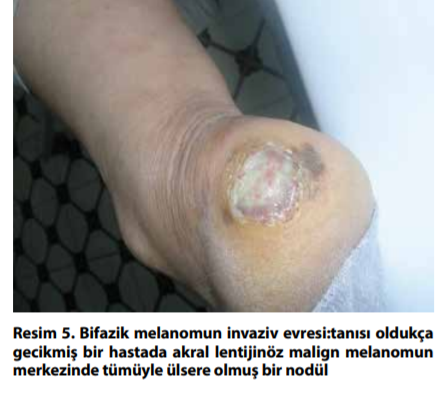 Resim 5. Bifazik melanomun invaziv evresi:tanısı oldukça
gecikmiş bir hastada akral lentijinöz malign melanomun
merkezinde tümüyle ülsere olmuş bir nodül